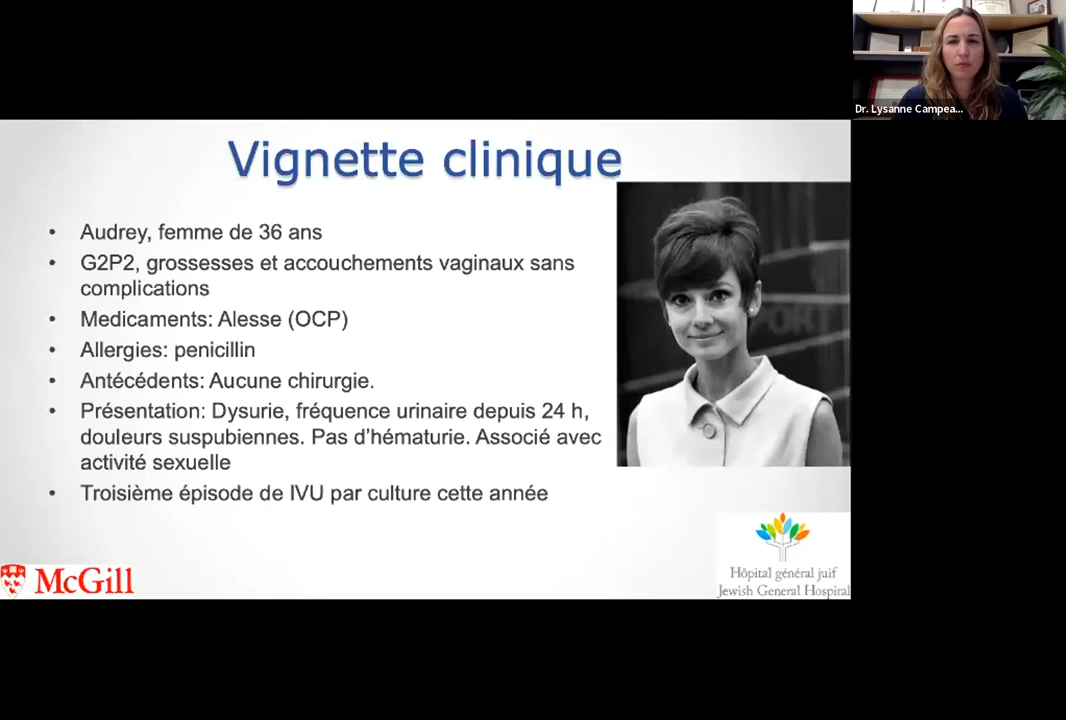 Dr. Lysanne Campea...
Vignette clinique
• Audrey, femme de 36 ans
• G2P2, grossesses et accouchements vaginaux sans
complications
• Medicaments: Alesse (OCP)
• Allergies: penicillin
• Antécédents: Aucune chirurgie.
• Présentation: Dysurie, fréquence urinaire depuis 24 h,
douleurs suspubiennes. Pas d'hématurie. Associé avec
activité sexuelle
• Troisième épisode de IVU par culture cette année
McGill
Hôpital général juif
Jewish General Hospital